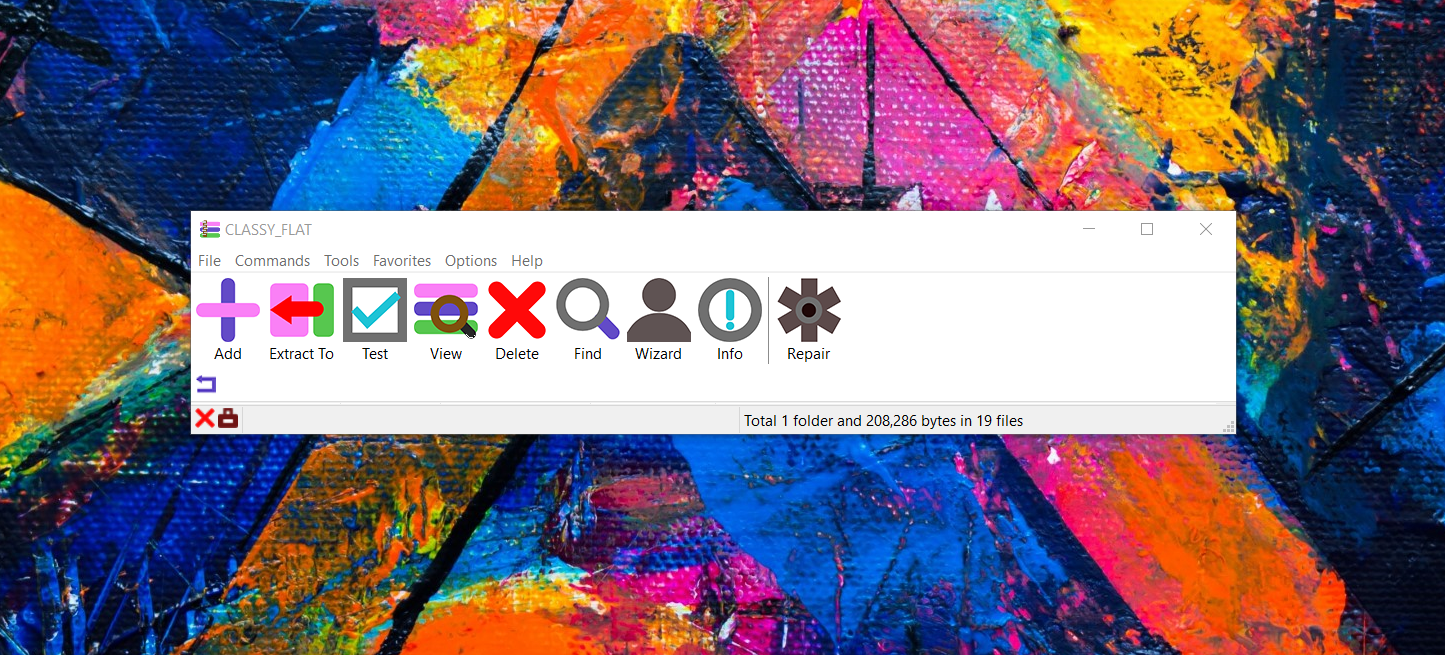 CLASSY_FLAT
File Commands Tools Favorites Options Help
Add Extract To Test View Delete Find Wizard Info Repair
Total 1 folder and 208,286 bytes in 19 files